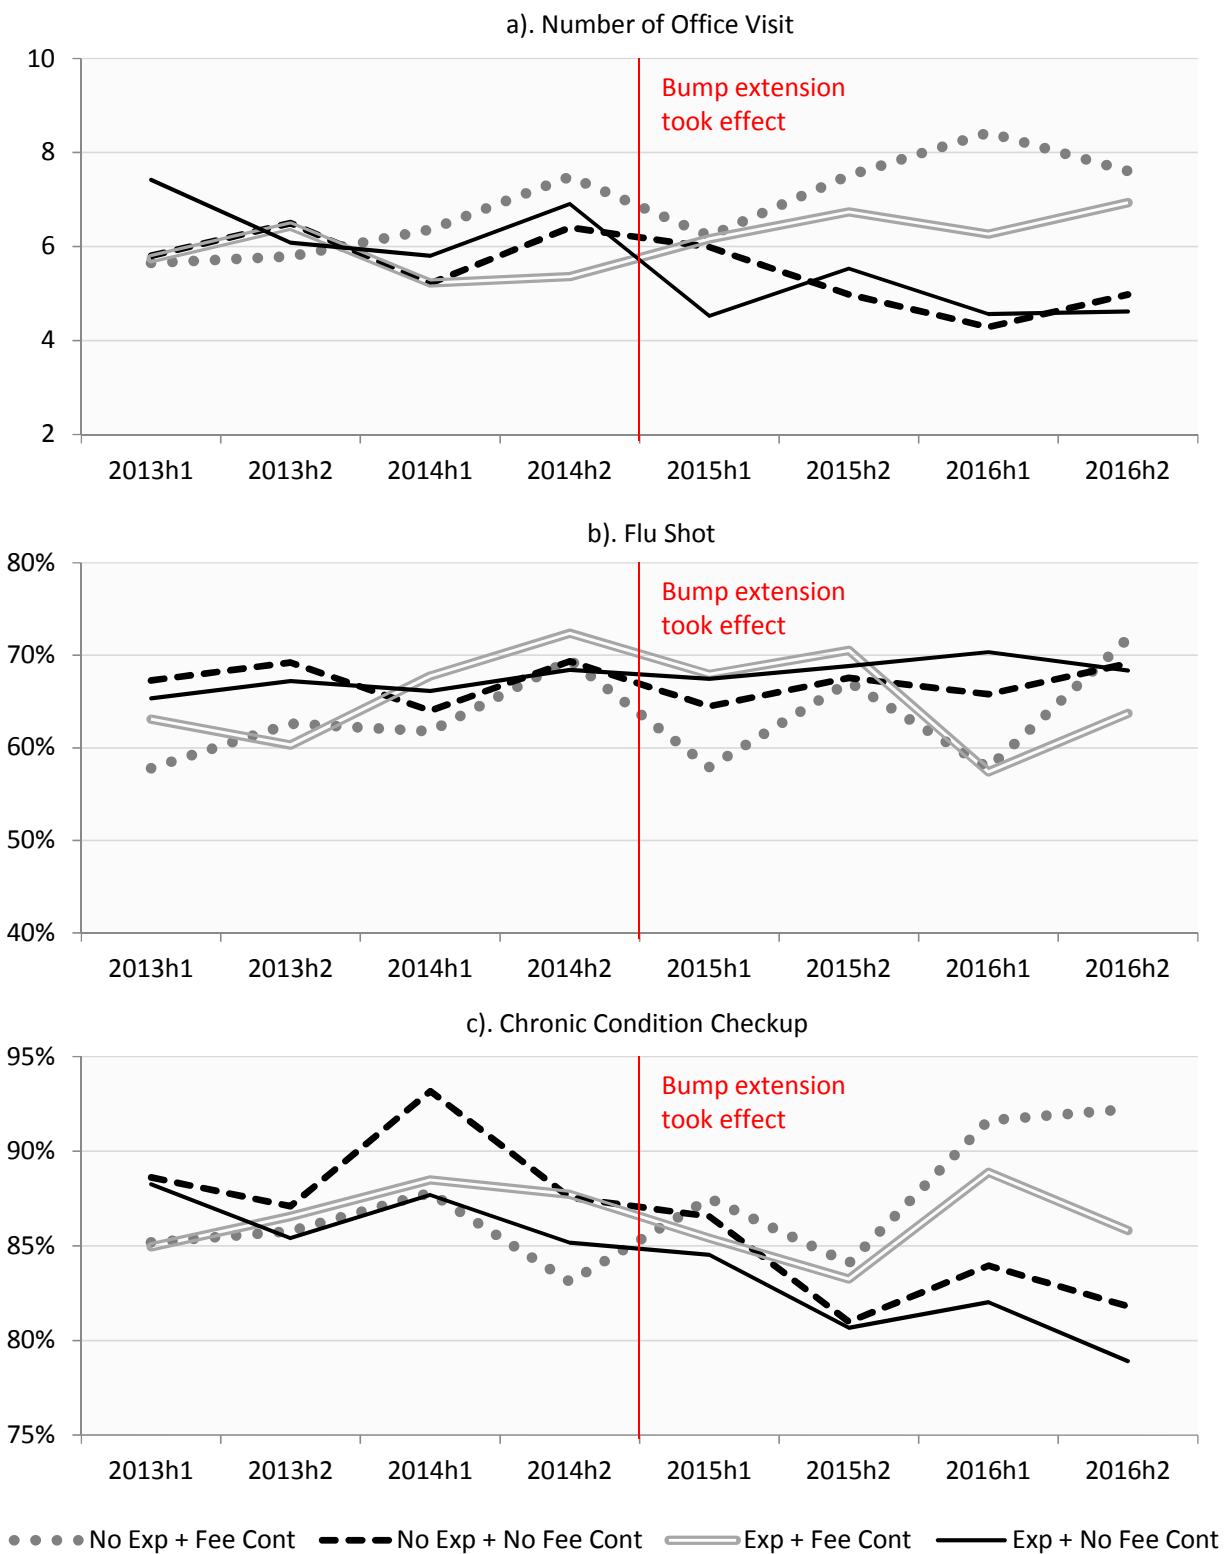 a). Number of Office Visit
10
8
6
4
2
Bump extension
took effect
2013h1 2013h2 2014h1 2014h2 2015h1 2015h2 2016h1 2016h2
b). Flu Shot
80%
70%
60%
50%
40%
Bump extension
took effect
2013h1 2013h2 2014h1 2014h2 2015h1 2015h2 2016h1 2016h2
c). Chronic Condition Checkup
95%
90%
85%
80%
75%
Bump extension
took effect
2013h1 2013h2 2014h1 2014h2 2015h1 2015h2 2016h1 2016h2
No Exp + Fee Cont No Exp + No Fee Cont Exp + Fee Cont Exp + No Fee Cont